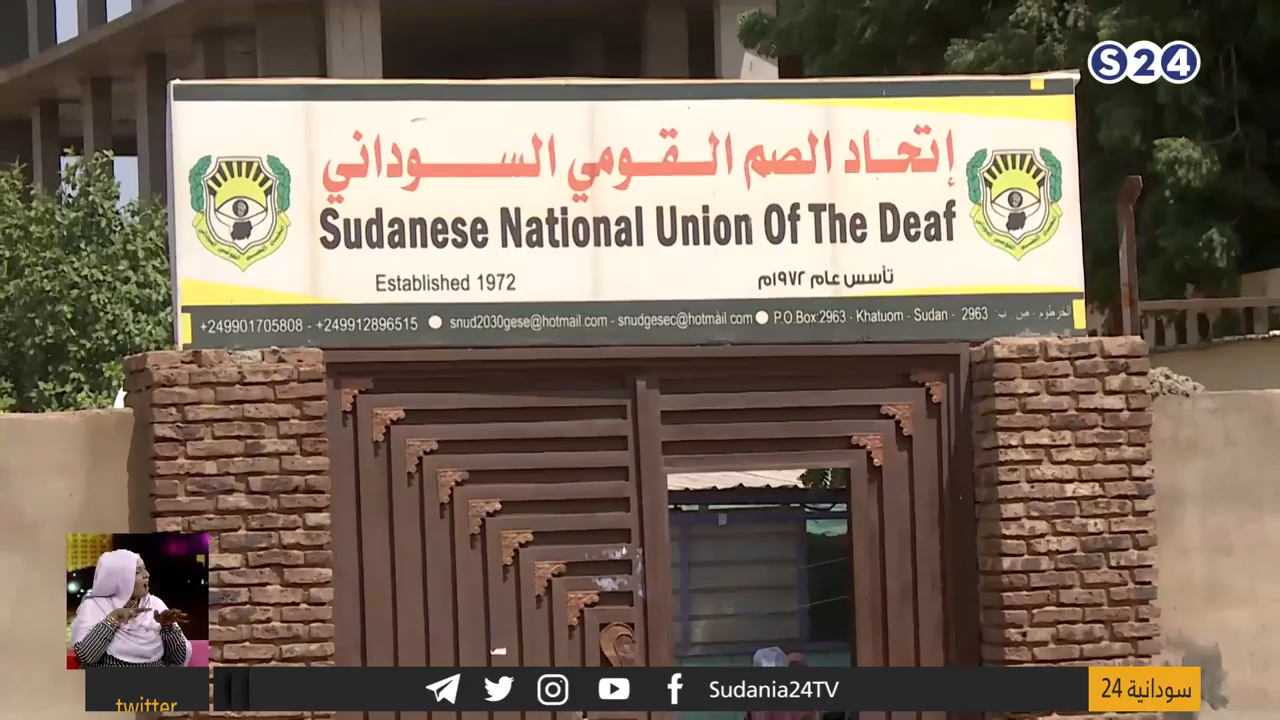 S24
إتحاد الصم القومي السوداني
Sudanese National Union Of The Deaf
Established 1972
تأسس عام ١٩٧٢م
+249901705808 - +249912896515 snud2030gese@hotmail.com - snudgesec@hotmail.com P.O.Box:2963 - Khatuom - Sudan - 2963 الخرطوم - ص . ب:
twitter
Sudania24TV
سودانية 24